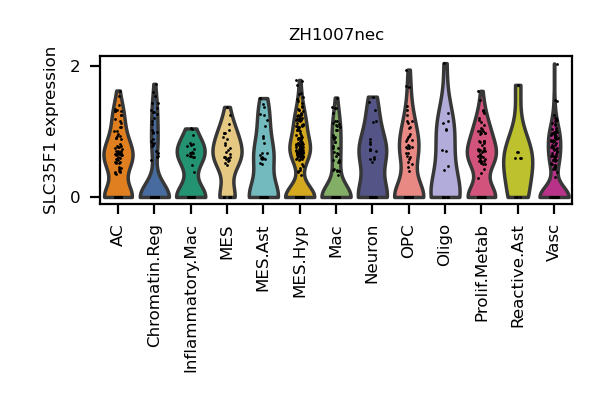 ZH1007nec
SLC35F1 expression
2
0
AC
Chromatin.Reg
Inflammatory.Mac
MES
MES.Ast
MES.Hyp
Mac
Neuron
OPC
Oligo
Prolif.Metab
Reactive.Ast
Vasc